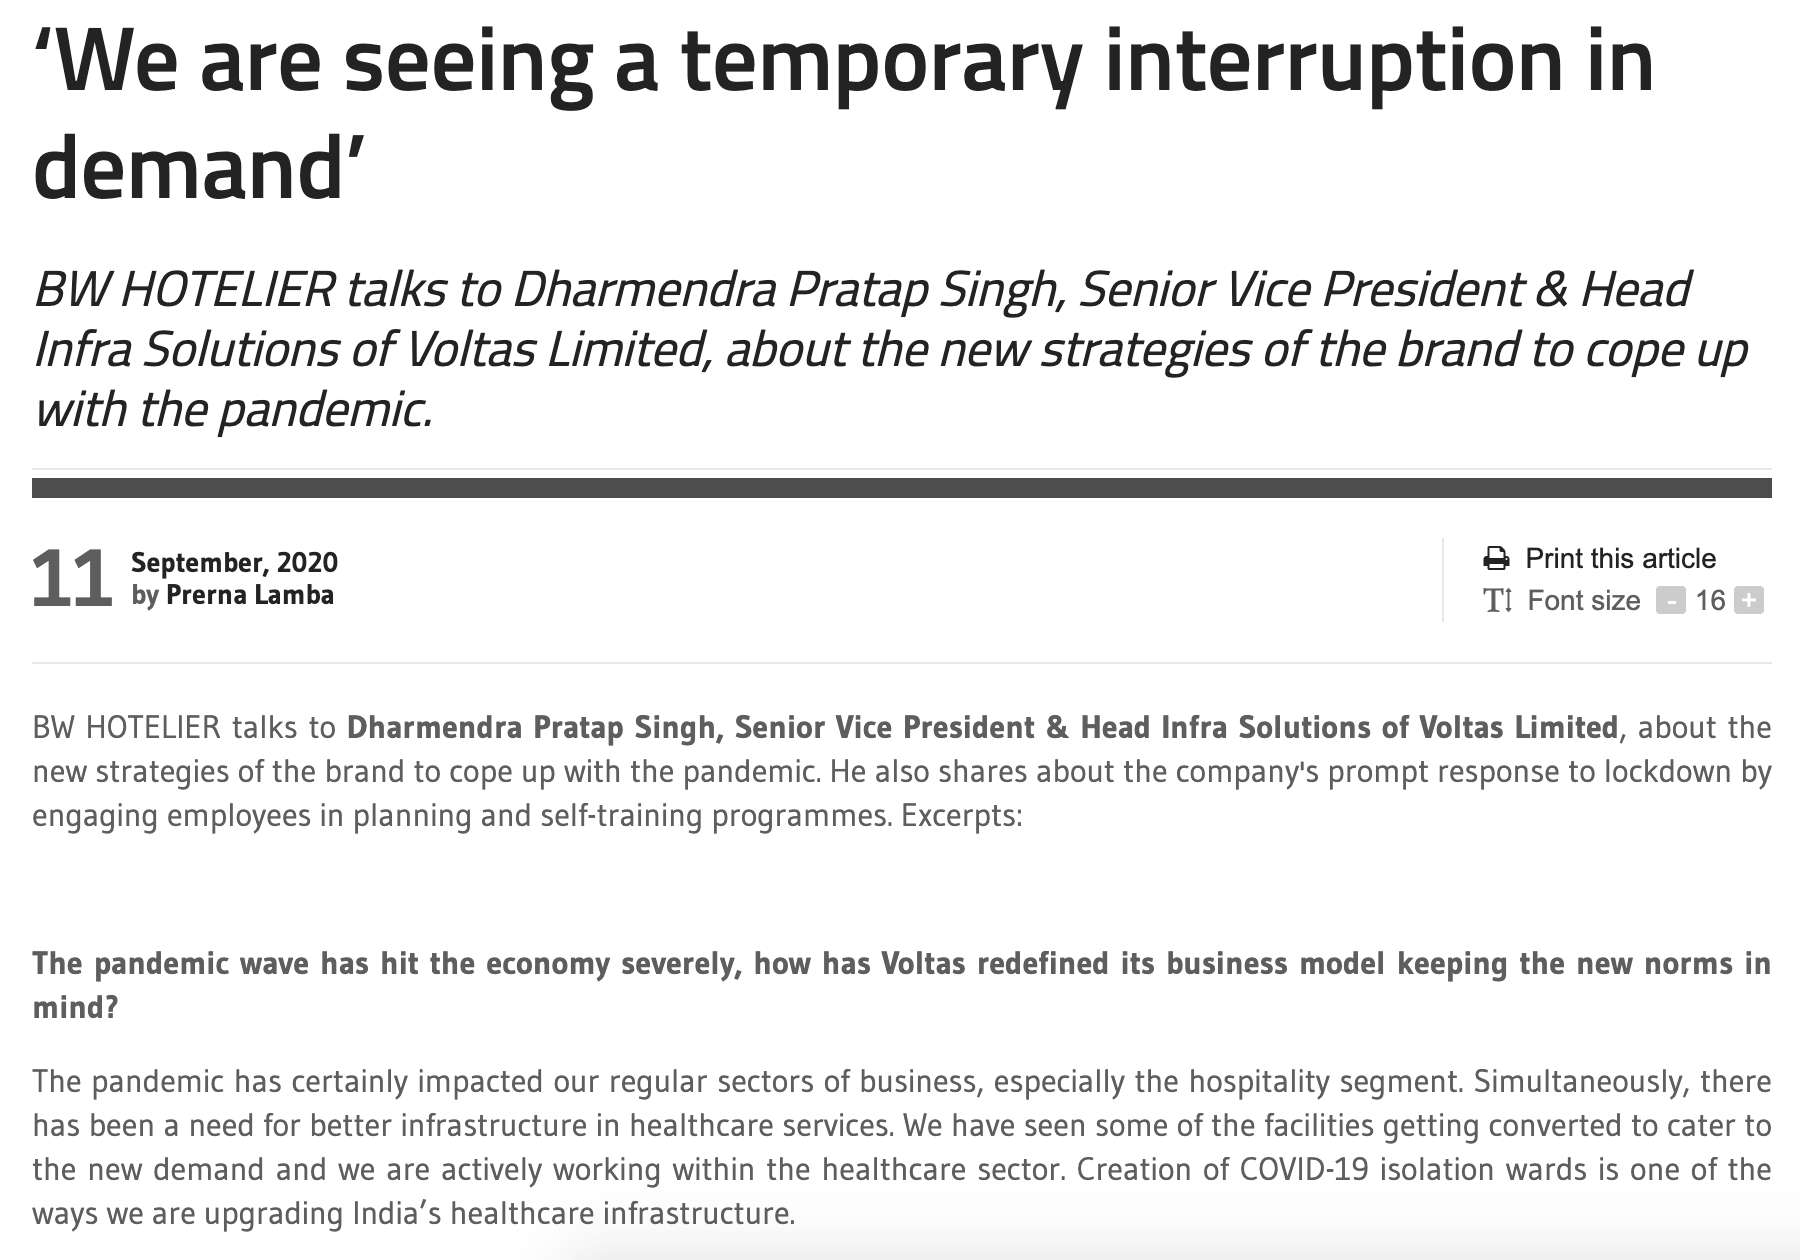 ‘We are seeing a temporary interruption in
demand’
BW HOTELIER talks to Dharmendra Pratap Singh, Senior Vice President & Head
Infra Solutions of Voltas Limited, about the new strategies of the brand to cope up
with the pandemic.
11
September, 2020
by Prerna Lamba
Print this article
Font size - 16 +
BW HOTELIER talks to Dharmendra Pratap Singh, Senior Vice President & Head Infra Solutions of Voltas Limited, about the
new strategies of the brand to cope up with the pandemic. He also shares about the company's prompt response to lockdown by
engaging employees in planning and self-training programmes. Excerpts:
The pandemic wave has hit the economy severely, how has Voltas redefined its business model keeping the new norms in
mind?
The pandemic has certainly impacted our regular sectors of business, especially the hospitality segment. Simultaneously, there
has been a need for better infrastructure in healthcare services. We have seen some of the facilities getting converted to cater to
the new demand and we are actively working within the healthcare sector. Creation of COVID-19 isolation wards is one of the
ways we are upgrading India’s healthcare infrastructure.